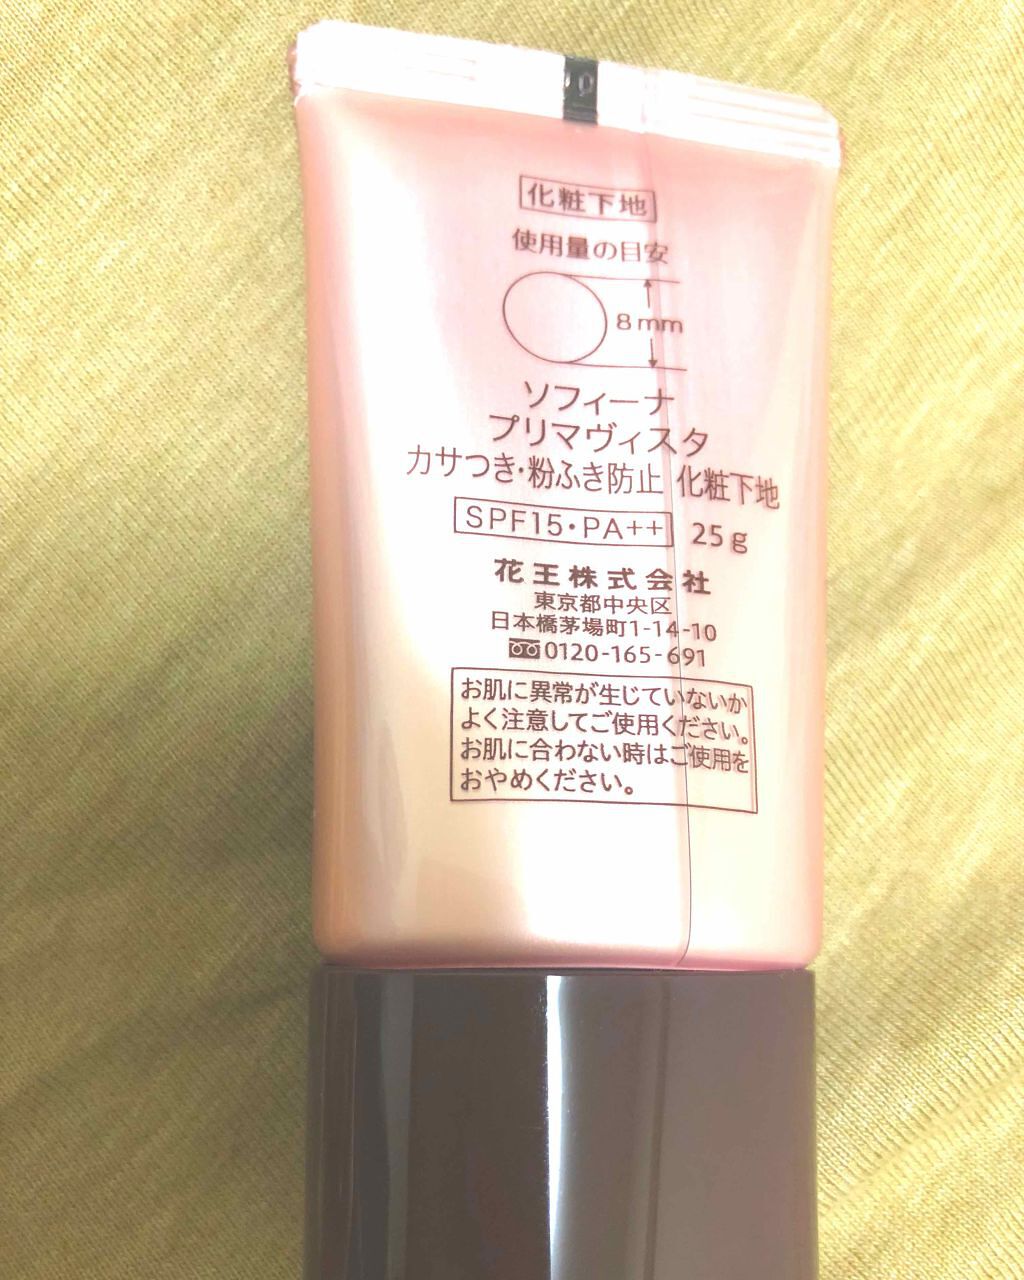 化粧下地
使用量の目安
8mm
ソフィーナ
プリマヴィスタ
カサつき・粉ふき防止 化粧下地
SPF15・PA++ 25g
花王株式会社
東京都中央区
日本橋茅場町1-14-10
0120-165-691
お肌に異常が生じていないか
よく注意してご使用ください。
お肌に合わない時はご使用を
おやめください。